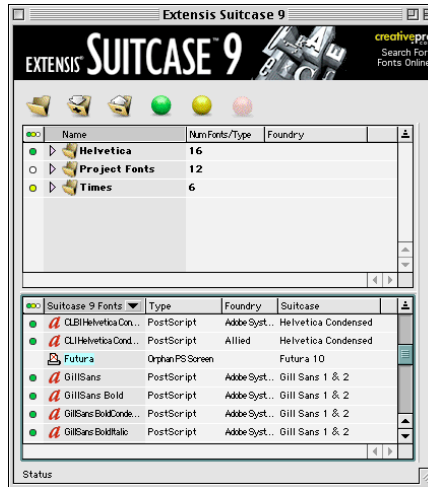 Extensis Suitcase 9
EXTENSIS SUITCASE™ 9
creativepr
Search For
Fonts Online
Name Num Fonts/Type Foundry
Helvetica 16
Project Fonts 12
Times 6
Suitcase 9 Fonts Type Foundry Suitcase
CLBI Helvetica Con... PostScript Adobe Syst... Helvetica Condensed
CLI Helvetica Cond... PostScript Allied Helvetica Condensed
Futura Orphan PS Screen Futura 10
GillSans PostScript Adobe Syst... Gill Sans 1 & 2
GillSans Bold PostScript Adobe Syst... Gill Sans 1 & 2
GillSans BoldConde... PostScript Adobe Syst... Gill Sans 1 & 2
GillSans BoldItalic PostScript Adobe Syst... Gill Sans 1 & 2
Status